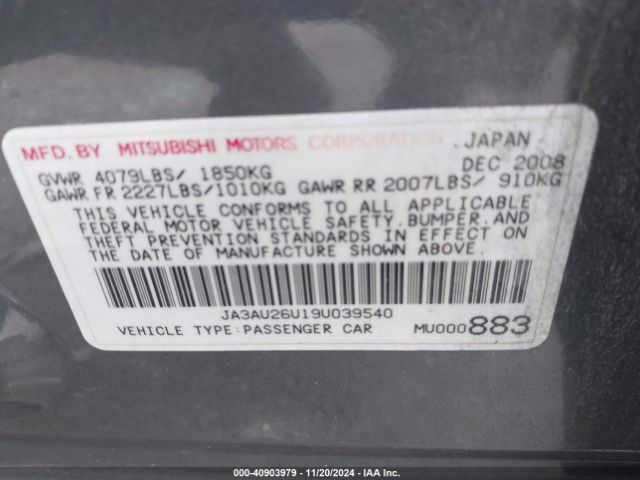 MFD. BY MITSUBISHI MOTORS CORPORATION. JAPAN
GVWR 4079LBS/ 1850KG DEC 2008
GAWR FR 2227LBS/1010KG GAWR RR 2007LBS/ 910KG
THIS VEHICLE CONFORMS TO ALL APPLICABLE
FEDERAL MOTOR VEHICLE SAFETY, BUMPER, AND
THEFT PREVENTION STANDARDS IN EFFECT ON
THE DATE OF MANUFACTURE SHOWN ABOVE.
JA3AU26U19U039540
VEHICLE TYPE:PASSENGER CAR MU000883
000-40903979 - 11/20/2024 - IAA Inc.